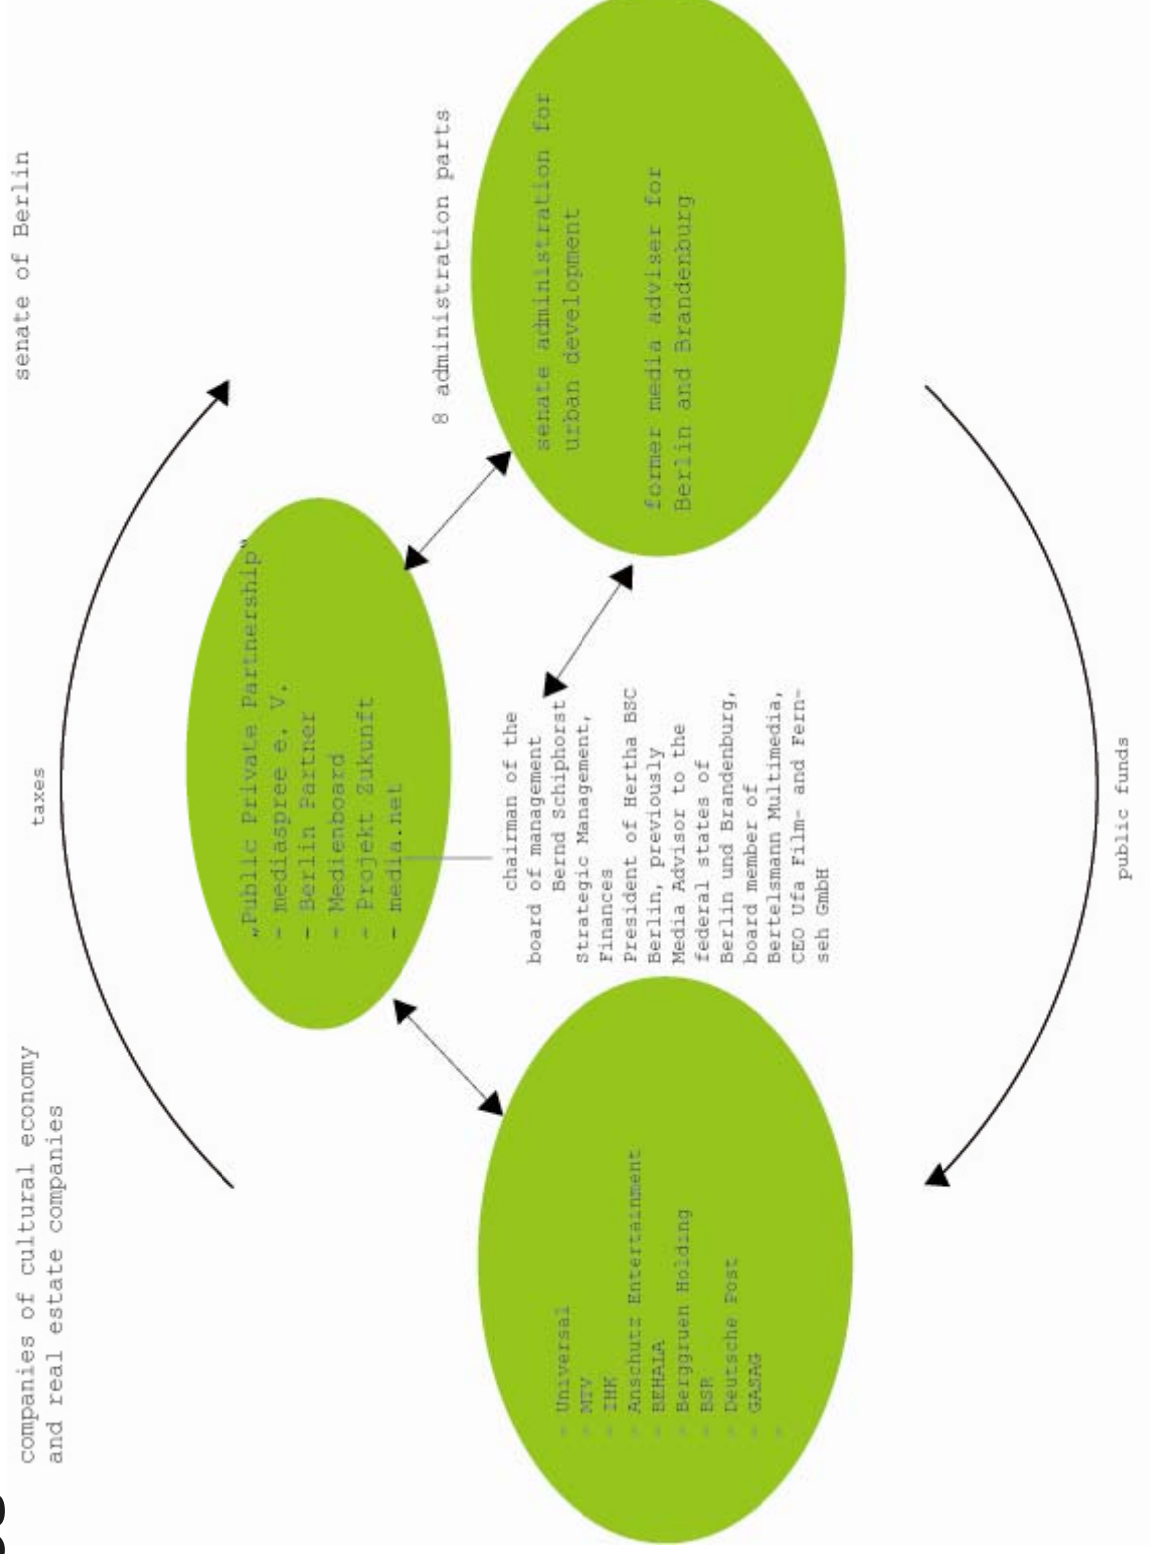 companies of cultural economy
and real estate companies
taxes
senate of Berlin
„Public Private Partnership“
- mediaspree e. V.
- Berlin Partner
- Medienboard
- Projekt Zukunft
- media.net
8 administration parts
- Universal
- MTV
- IHK
- Anschutz Entertainment
- BEHALA
- Berggruen Holding
- BSR
- Deutsche Post
- GASAG
-
chairman of the
board of management
Bernd Schiphorst
Strategic Management,
Finances
President of Hertha BSC
Berlin, previously
Media Advisor to the
federal states of
Berlin und Brandenburg,
board member of
Bertelsmann Multimedia,
CEO Ufa Film- and Fern-
seh GmbH
senate administration for
urban development
former media adviser for
Berlin and Brandenburg
public funds